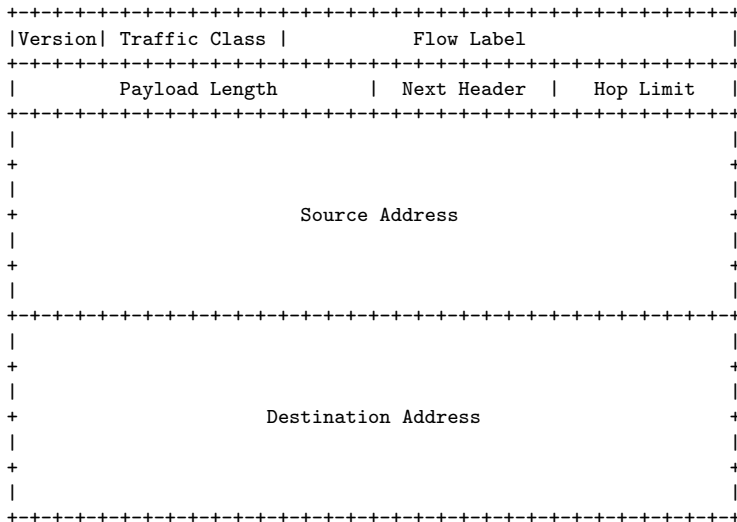 |Version| Traffic Class | Flow Label |
| Payload Length | Next Header | Hop Limit |
Source Address
Destination Address